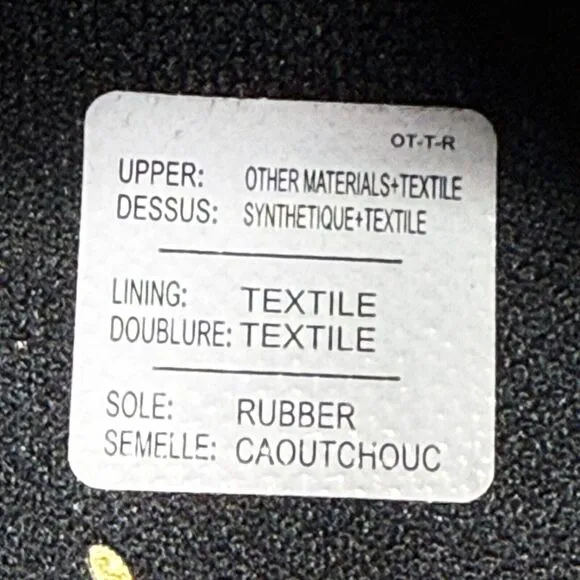 OT-T-R
UPPER: OTHER MATERIALS+TEXTILE
DESSUS: SYNTHETIQUE+TEXTILE
LINING: TEXTILE
DOUBLURE: TEXTILE
SOLE: RUBBER
SEMELLE: CAOUTCHOUC